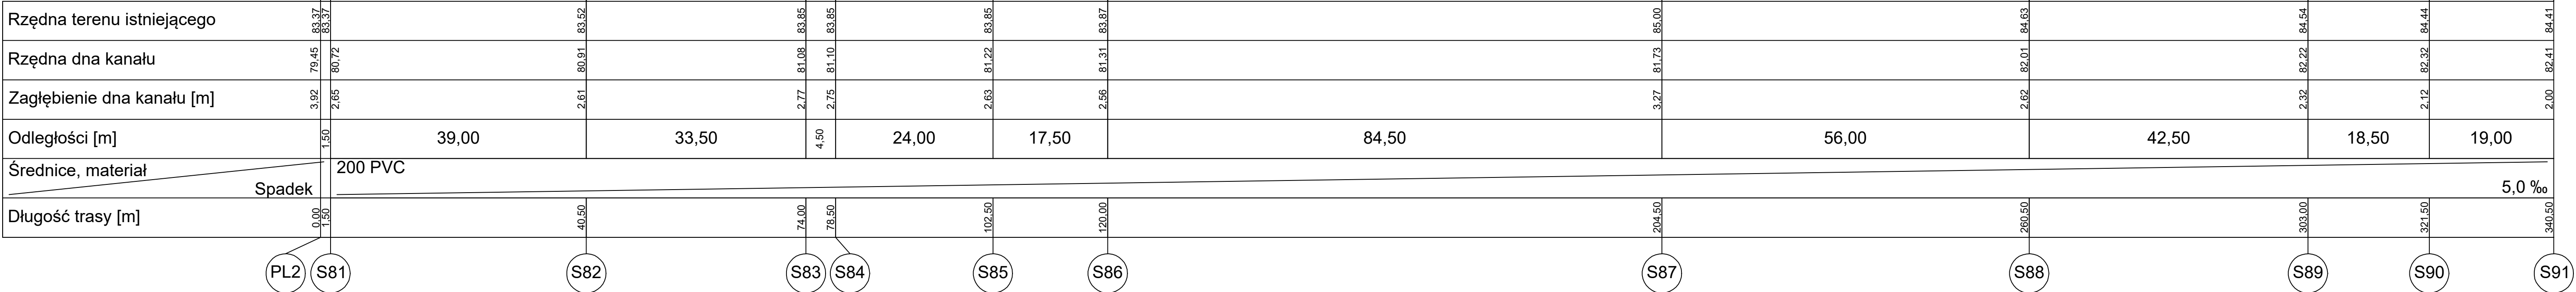 Rzędna terenu istniejącego 83,37 83,37 83,52 83,85 83,85 83,85 83,87 85,00 84,63 84,54 84,44 84,41
Rzędna dna kanału 79,45 80,72 80,91 81,08 81,10 81,22 81,31 81,73 82,01 82,22 82,32 82,41
Zagłębienie dna kanału [m] 3,92 2,65 2,61 2,77 2,75 2,63 2,56 3,27 2,62 2,32 2,12 2,00
Odległości [m] 1,50 39,00 33,50 4,50 24,00 17,50 84,50 56,00 42,50 18,50 19,00
Średnice, materiał 200 PVC
Spadek 5,0 ‰
Długość trasy [m] 0,00 1,50 40,50 74,00 78,50 102,50 120,00 204,50 260,50 303,00 321,50 340,50
PL2 S81 S82 S83 S84 S85 S86 S87 S88 S89 S90 S91